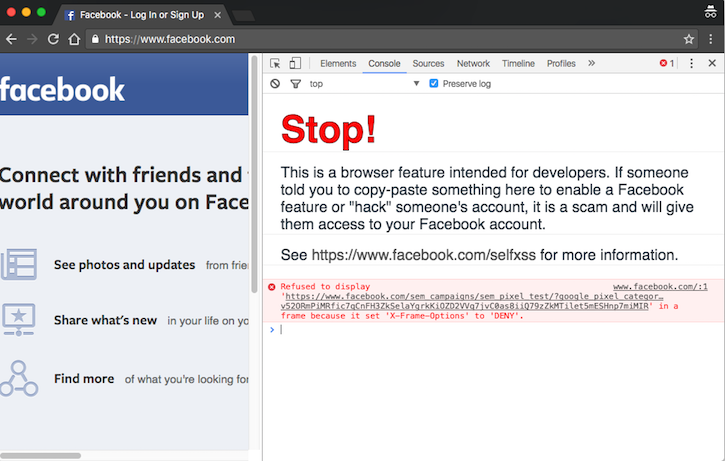 Facebook - Log In or Sign Up
https://www.facebook.com
Elements Console Sources Network Timeline Profiles » 1
top Preserve log
facebook
Stop!
This is a browser feature intended for developers. If someone
told you to copy-paste something here to enable a Facebook
feature or "hack" someone's account, it is a scam and will give
them access to your Facebook account.
See https://www.facebook.com/selfxss for more information.
Refused to display www.facebook.com/:1
'https://www.facebook.com/sem_campaigns/sem_pixel_test/?google_pixel_categor…
v52ORmPiMRfic7gCnFH3ZkSelaYqrkKiOZD2VVq7jvC0as8iiQ79zZkMTilet5mESHnp7miMIR' in a
frame because it set 'X-Frame-Options' to 'DENY'.
Connect with friends and
world around you on Face
See photos and updates from frie
Share what's new in your life on yo
Find more of what you're looking for